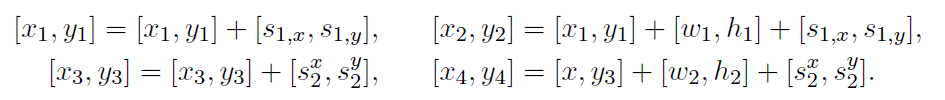 [x_1, y_1] = [x_1, y_1] + [s_{1,x}, s_{1,y}], [x_2, y_2] = [x_1, y_1] + [w_1, h_1] + [s_{1,x}, s_{1,y}],
[x_3, y_3] = [x_3, y_3] + [s_2^x, s_2^y], [x_4, y_4] = [x, y_3] + [w_2, h_2] + [s_2^x, s_2^y].